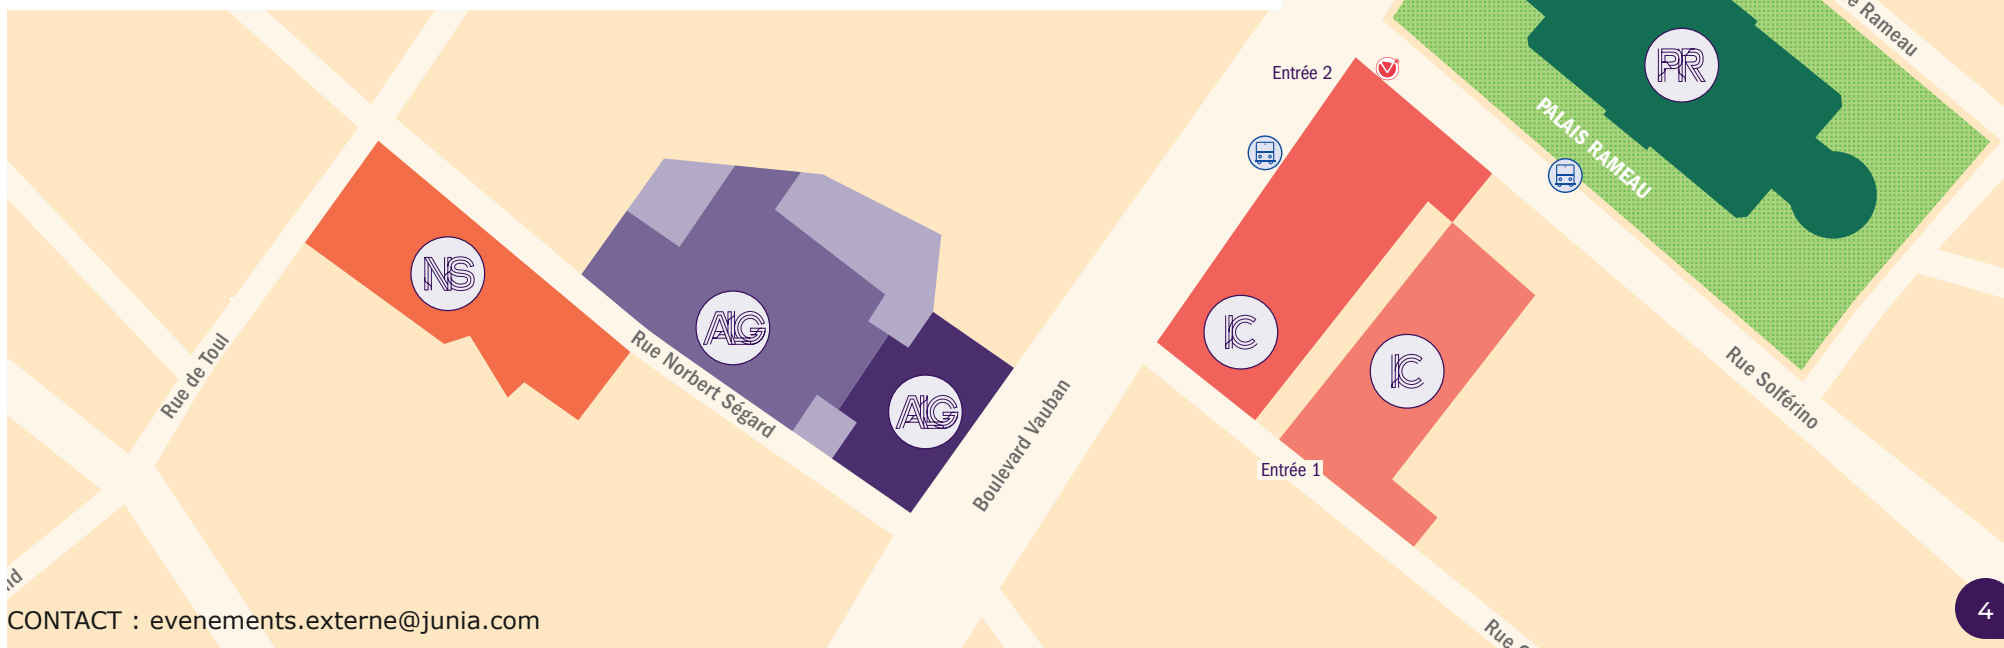 Rameau
Entrée 2
PR
PALAIS RAMEAU
NS
ALG
IC
IC
ALG
Rue de Toul
Rue Norbert Ségard
Boulevard Vauban
Rue Solférino
Entrée 1
CONTACT : evenements.externe@junia.com
4
Rue